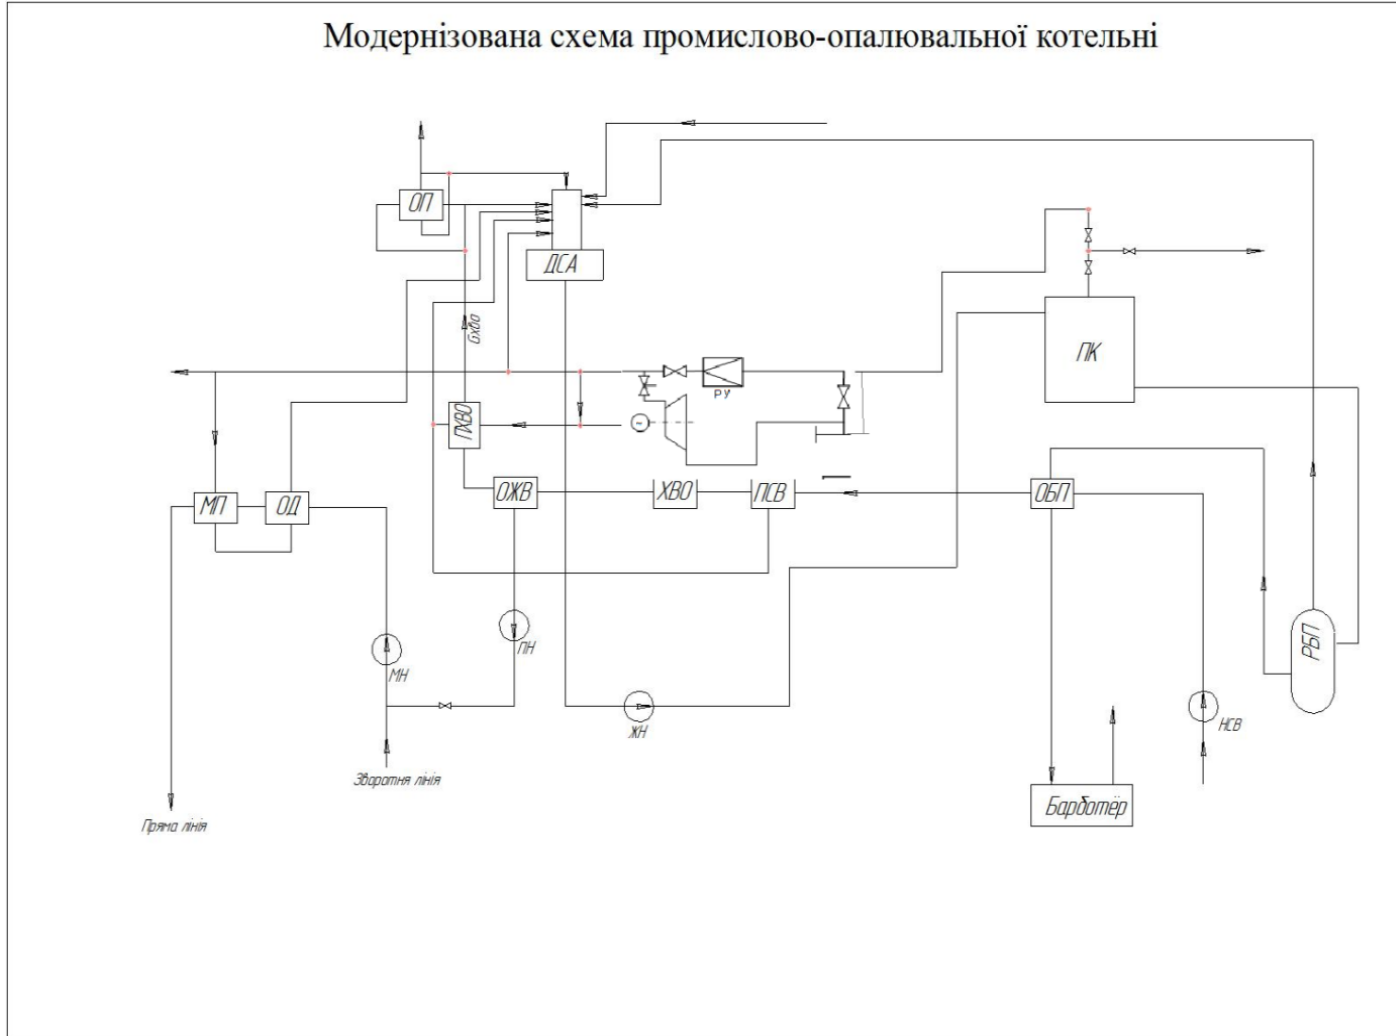 Модернізована схема промислово-опалювальної котельні
ОП
ДСА
Gхво
ПК
РУ
~
ПХВО
МП
ОД
ОЖВ
ХВО
ПСВ
ОБП
МН
ПН
ЖН
НСВ
РБП
Зворотня лінія
Пряма лінія
Барботёр